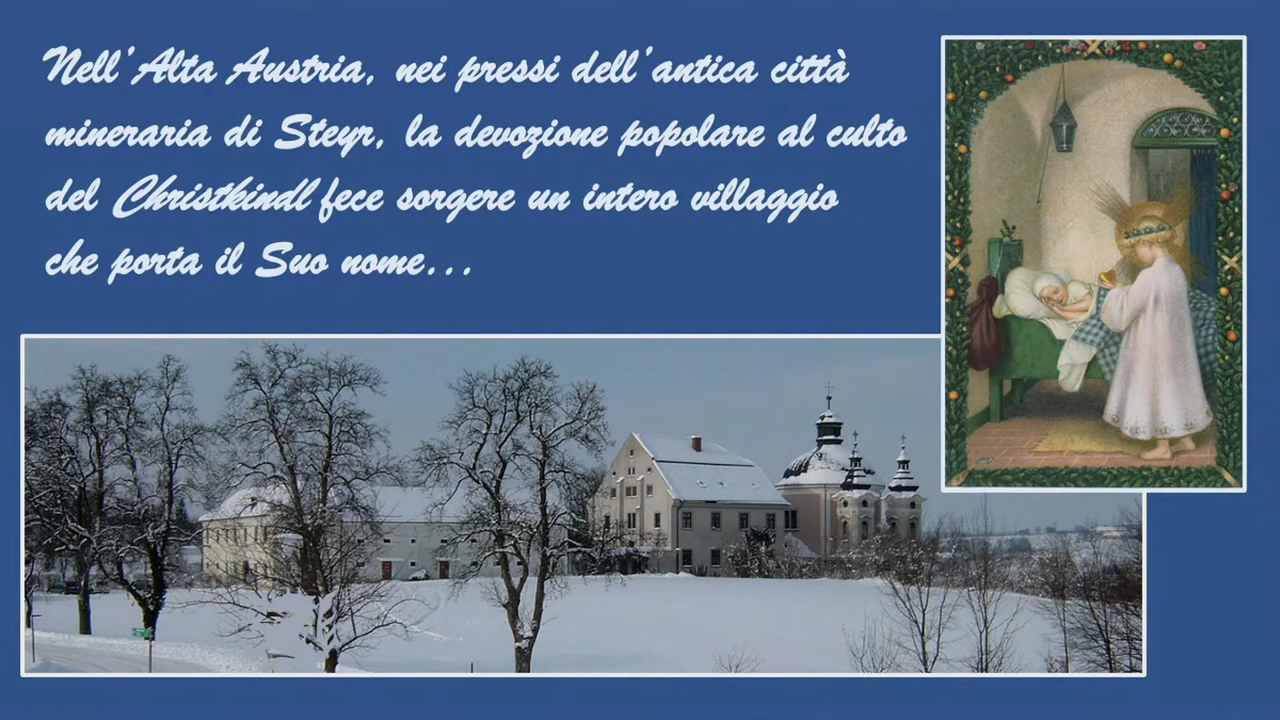 Nell'Alta Austria, nei pressi dell'antica città
mineraria di Steyr, la devozione popolare al culto
del Christkindl fece sorgere un intero villaggio
che porta il Suo nome...